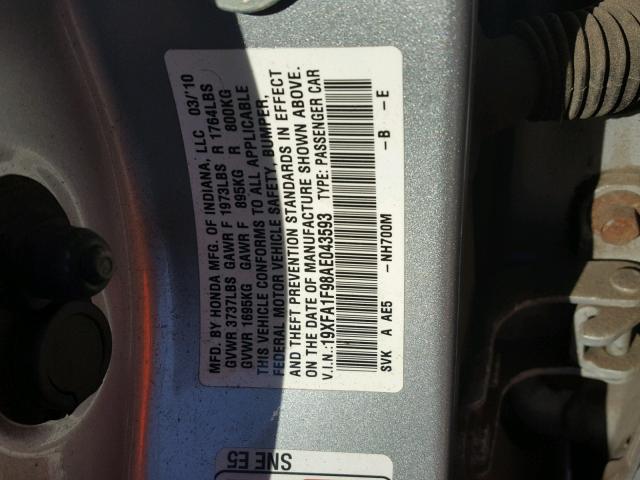 MFD. BY HONDA MFG. OF INDIANA, LLC 03/'10
GVWR 3737LBS GAWR F 1973LBS R 1764LBS
GVWR 1695KG GAWR F 895KG R 800KG
THIS VEHICLE CONFORMS TO ALL APPLICABLE
FEDERAL MOTOR VEHICLE SAFETY, BUMPER,
AND THEFT PREVENTION STANDARDS IN EFFECT
ON THE DATE OF MANUFACTURE SHOWN ABOVE.
V.I.N.:19XFA1F98AE043593 TYPE: PASSENGER CAR
SVK A AE5 -NH700M -B -E
SNE E5